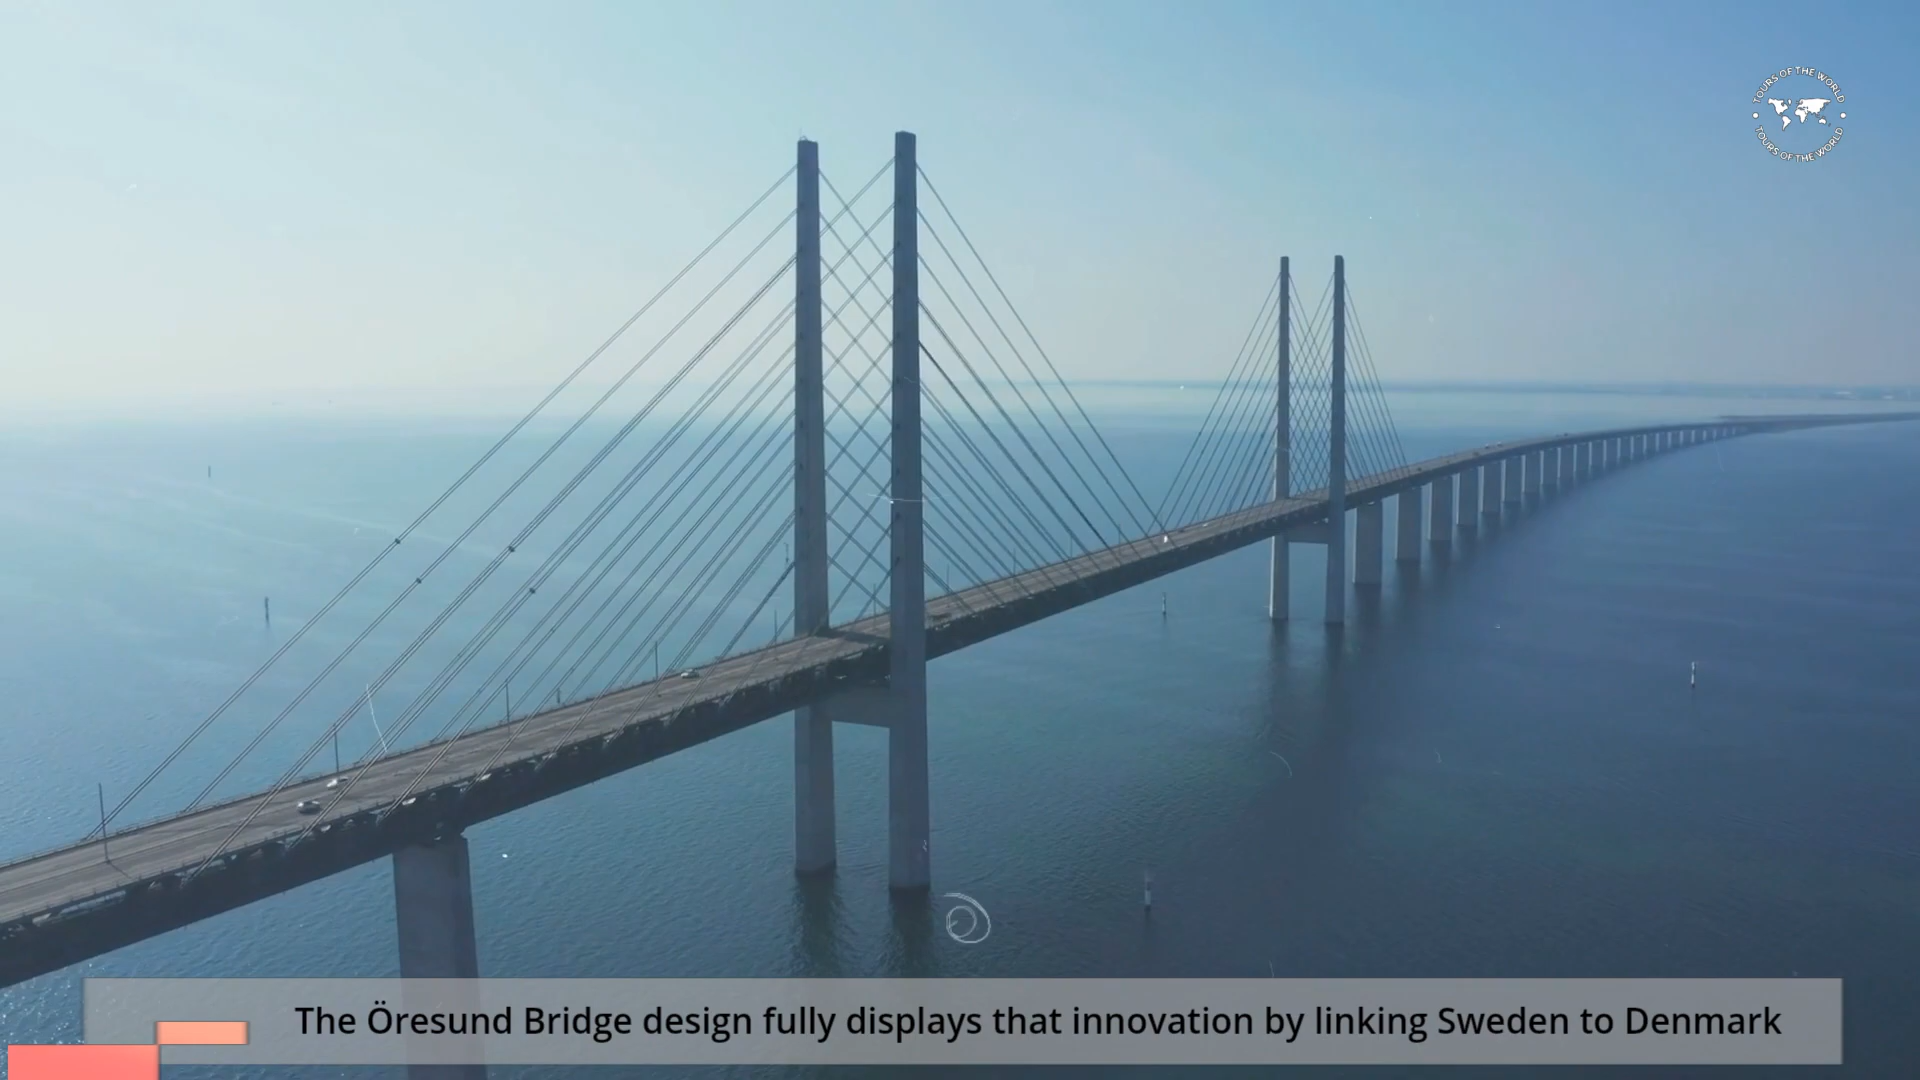 TOURS OF THE WORLD
TOURS OF THE WORLD
The Öresund Bridge design fully displays that innovation by linking Sweden to Denmark